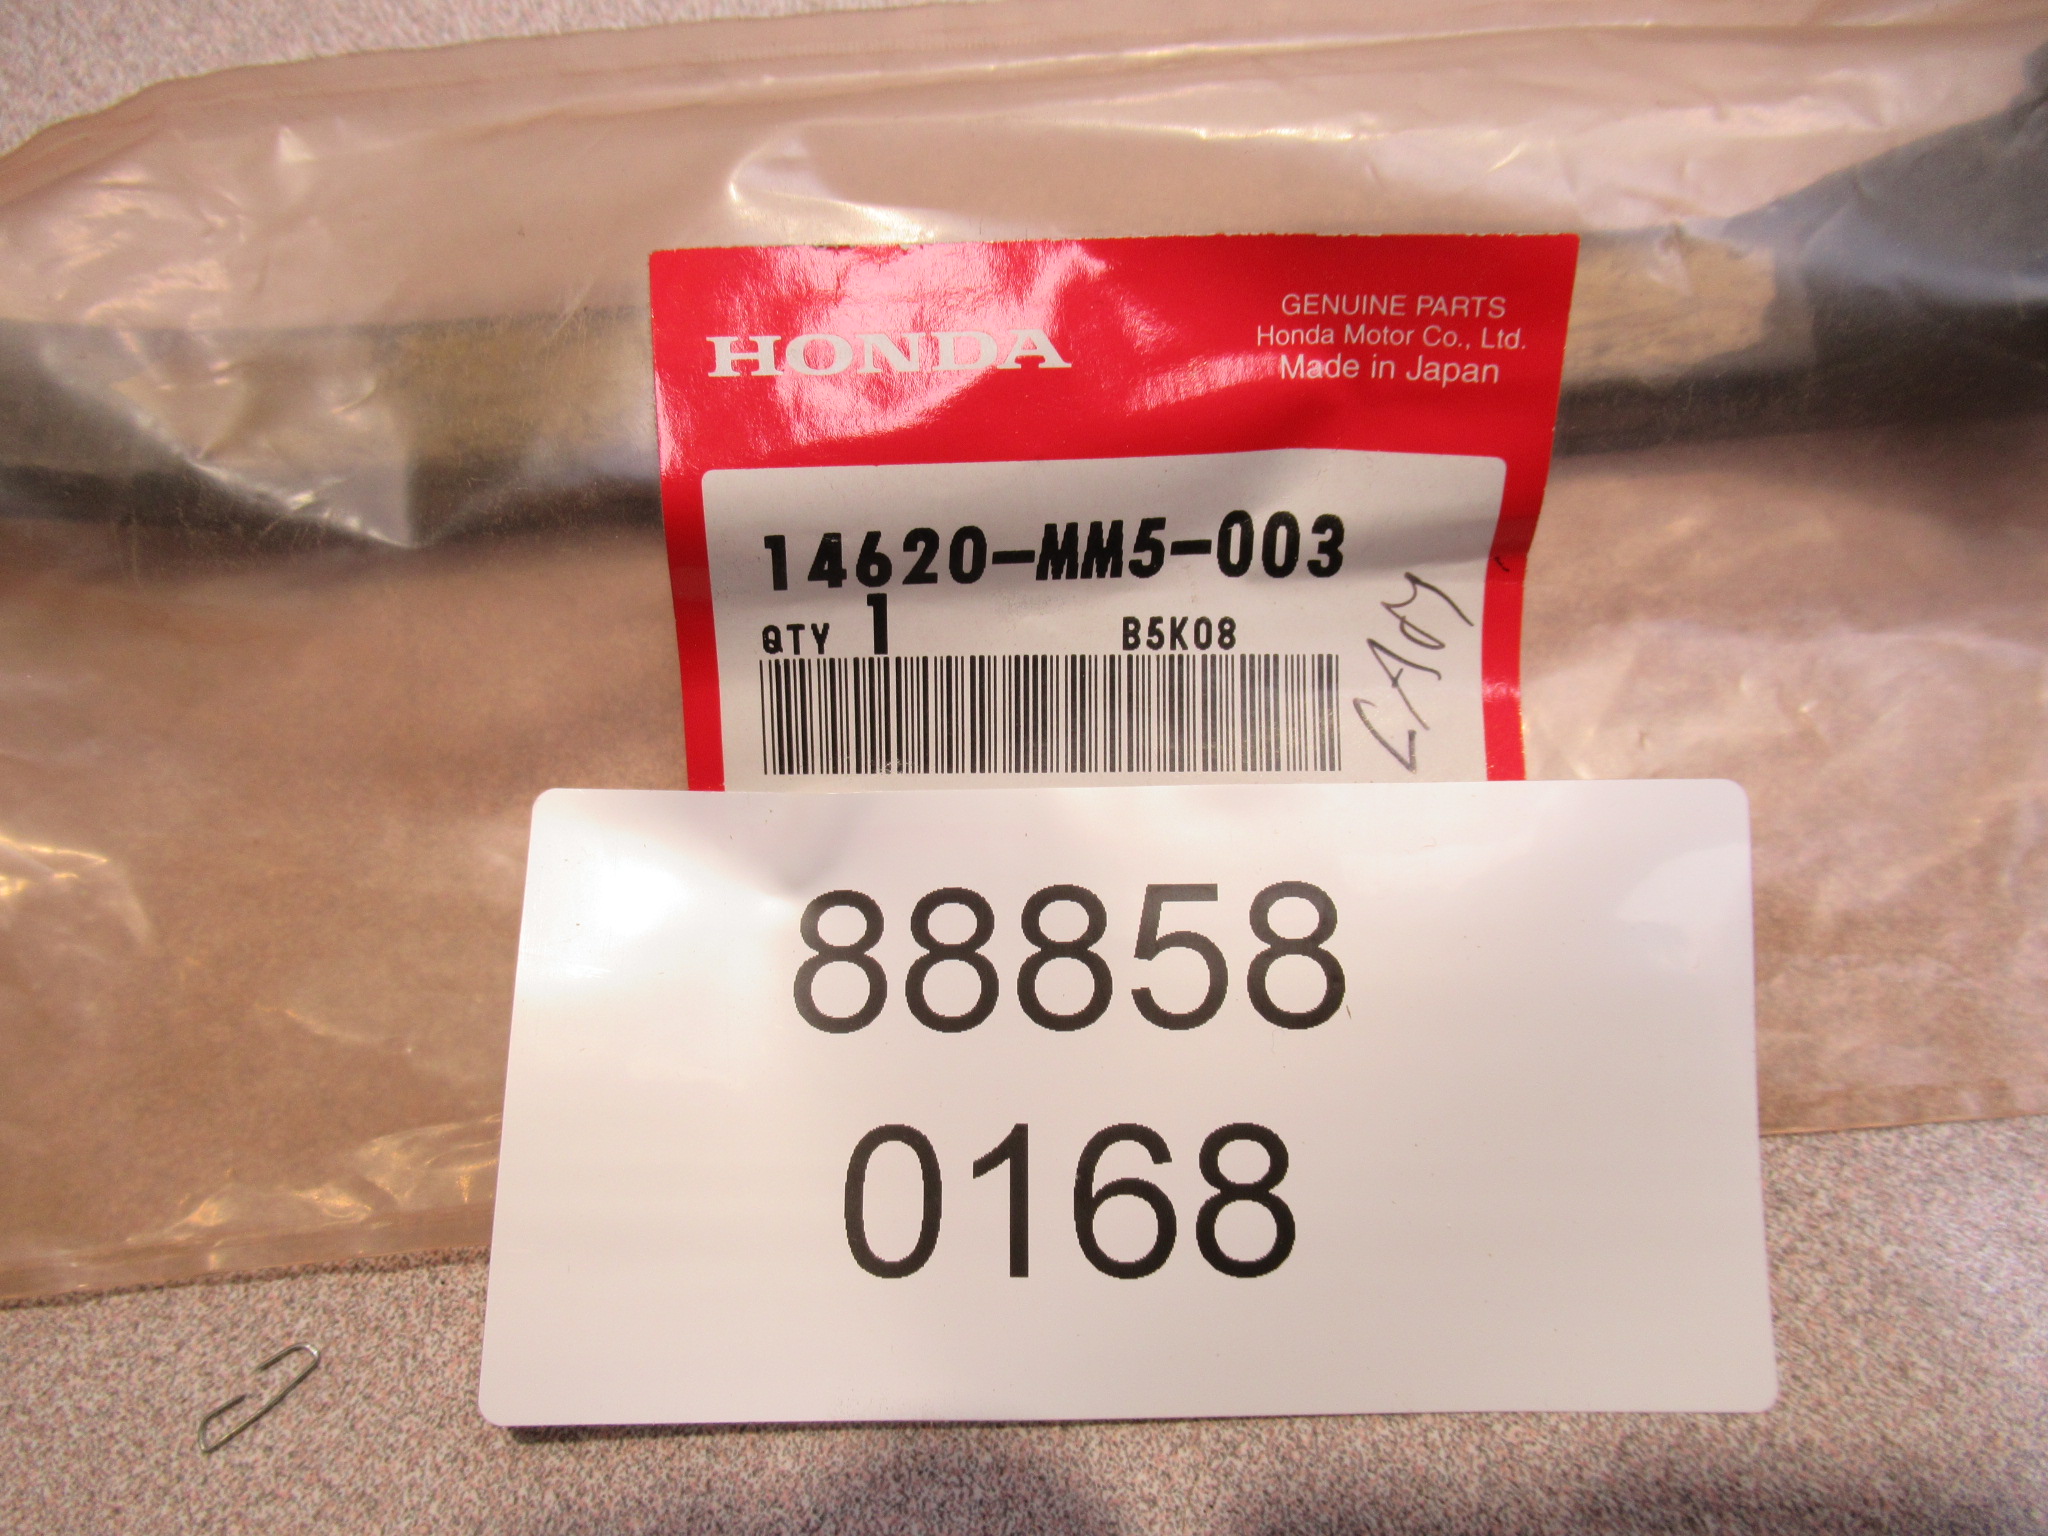 HONDA
GENUINE PARTS
Honda Motor Co., Ltd.
Made in Japan
14620-MM5-003
QTY 1 B5K08
88858
0168